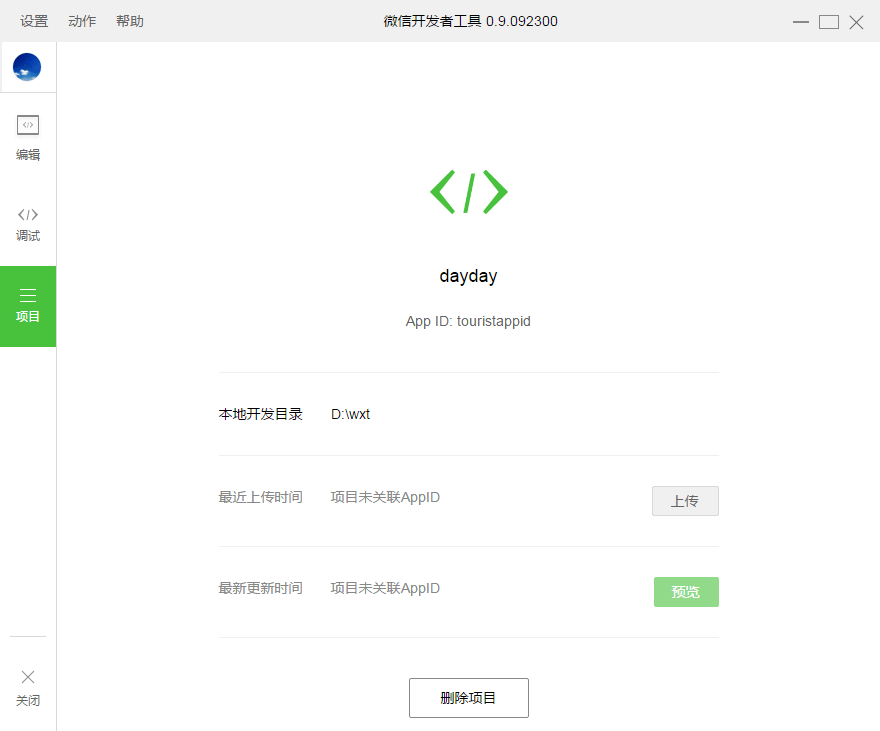 设置 动作 帮助 微信开发者工具 0.9.092300
编辑
调试
项目
关闭
</>
dayday
App ID: touristappid
本地开发目录 D:\wxt
最近上传时间 项目未关联AppID 上传
最新更新时间 项目未关联AppID 预览
删除项目